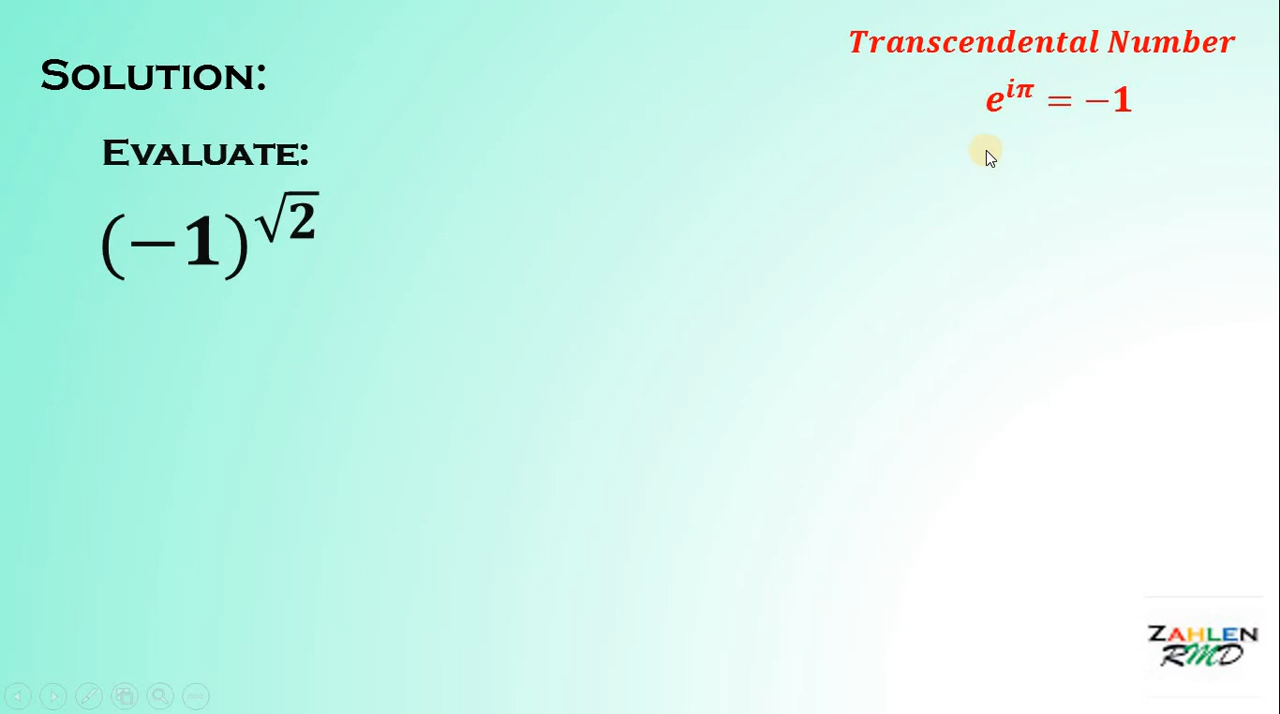 Transcendental Number
SOLUTION:
e^{iπ} = −1
EVALUATE:
(−1)^{√2}
ZAHLEN
RMD